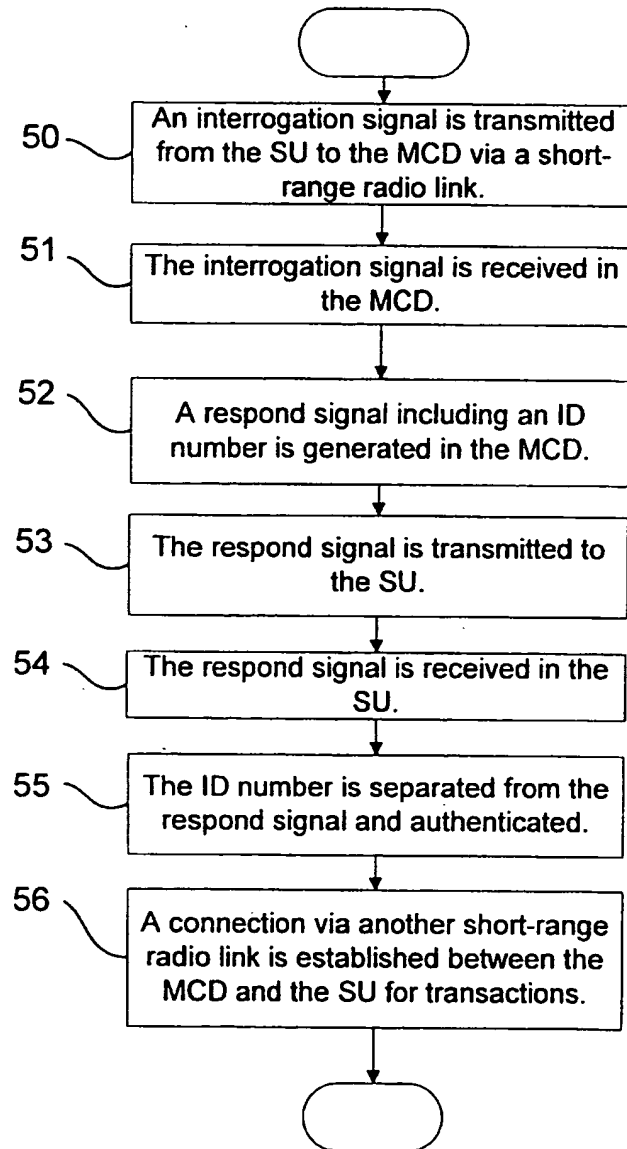 50
An interrogation signal is transmitted
from the SU to the MCD via a short-
range radio link.
51
The interrogation signal is received in
the MCD.
52
A respond signal including an ID
number is generated in the MCD.
53
The respond signal is transmitted to
the SU.
54
The respond signal is received in the
SU.
55
The ID number is separated from the
respond signal and authenticated.
56
A connection via another short-range
radio link is established between the
MCD and the SU for transactions.